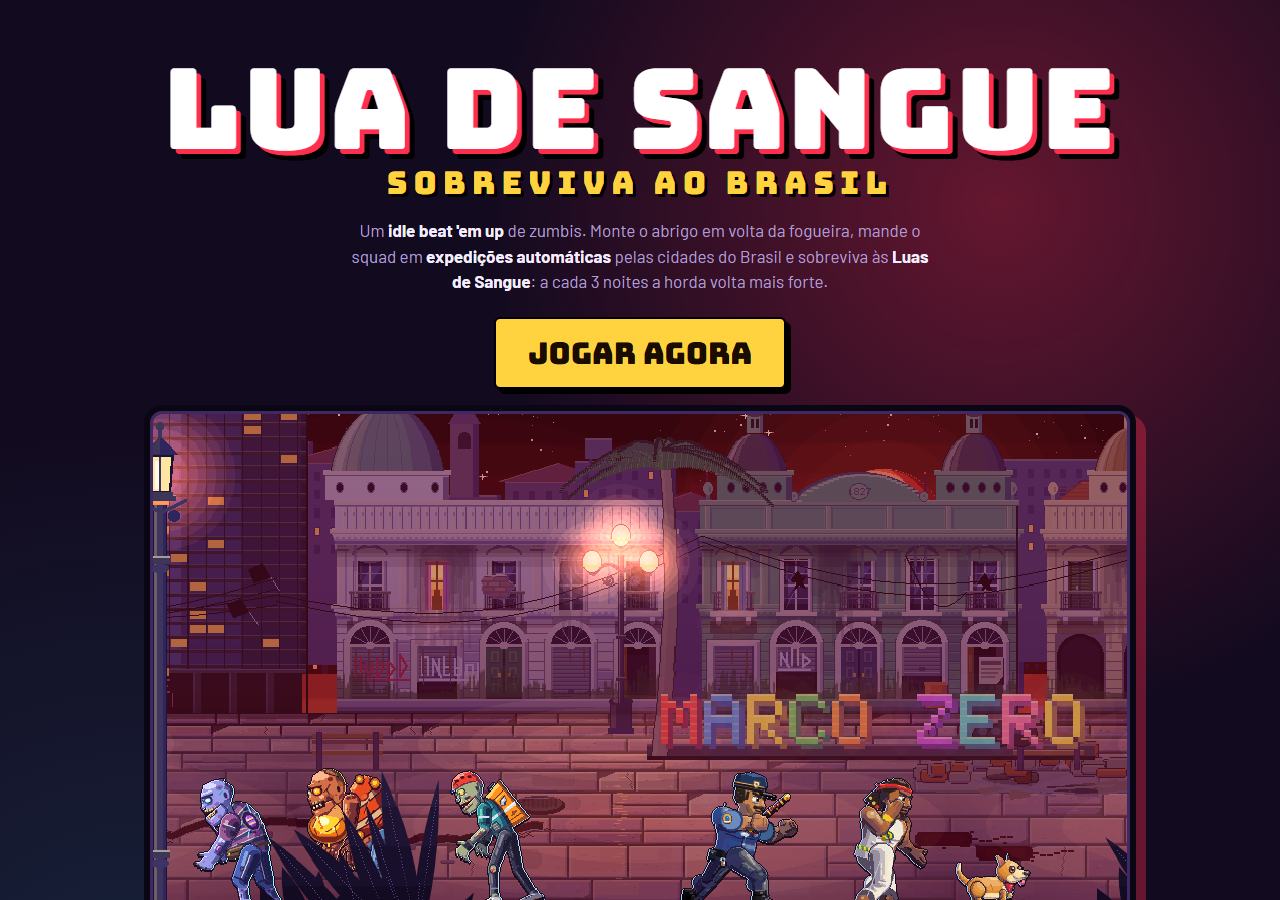 LUA DE SANGUE
SOBREVIVA AO BRASIL
Um idle beat 'em up de zumbis. Monte o abrigo em volta da fogueira, mande o
squad em expedições automáticas pelas cidades do Brasil e sobreviva às Luas
de Sangue: a cada 3 noites a horda volta mais forte.
JOGAR AGORA
1827
MARCO ZERO